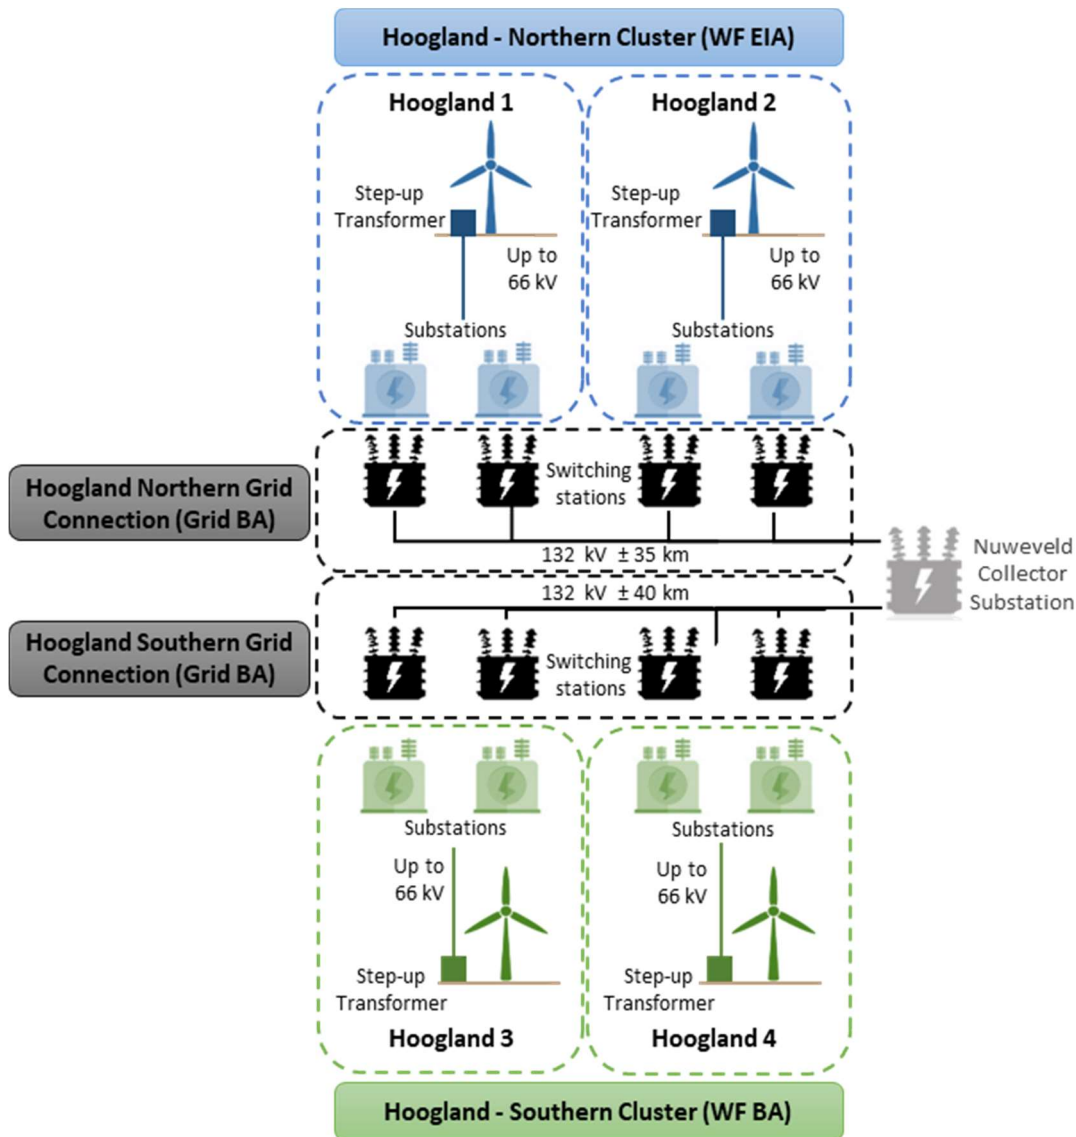 Hoogland - Northern Cluster (WF EIA)
Hoogland 1
Hoogland 2
Step-up
Transformer
Up to
66 kV
Step-up
Transformer
Up to
66 kV
Substations
Substations
Hoogland Northern Grid
Connection (Grid BA)
Switching
stations
132 kV ± 35 km
Nuweveld
Collector
Substation
132 kV ± 40 km
Hoogland Southern Grid
Connection (Grid BA)
Switching
stations
Substations
Substations
Up to
66 kV
Up to
66 kV
Step-up
Transformer
Step-up
Transformer
Hoogland 3
Hoogland 4
Hoogland - Southern Cluster (WF BA)